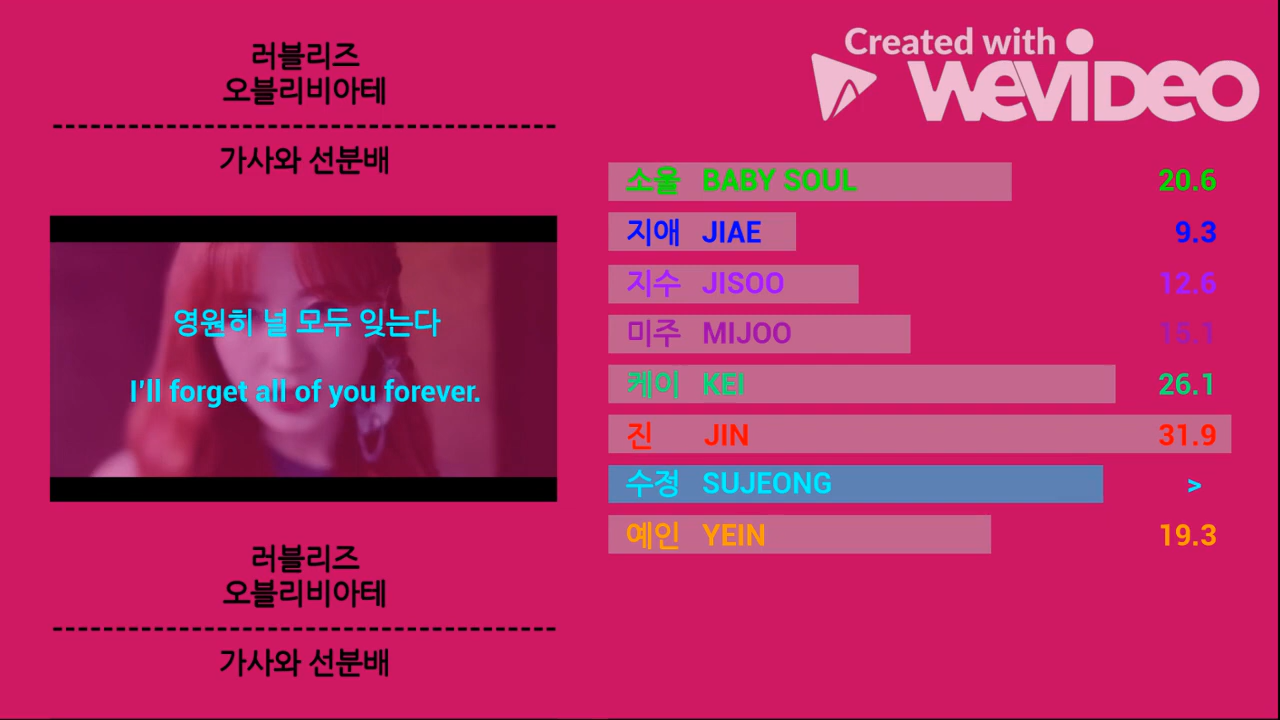 러블리즈
오블리비아테
가사와 선분배
영원히 널 모두 잊는다
I'll forget all of you forever.
러블리즈
오블리비아테
가사와 선분배
Created with
WEVIDEO
소울 BABY SOUL 20.6
지애 JIAE 9.3
지수 JISOO 12.6
미주 MIJOO 15.1
케이 KEI 26.1
진 JIN 31.9
수정 SUJEONG >
예인 YEIN 19.3